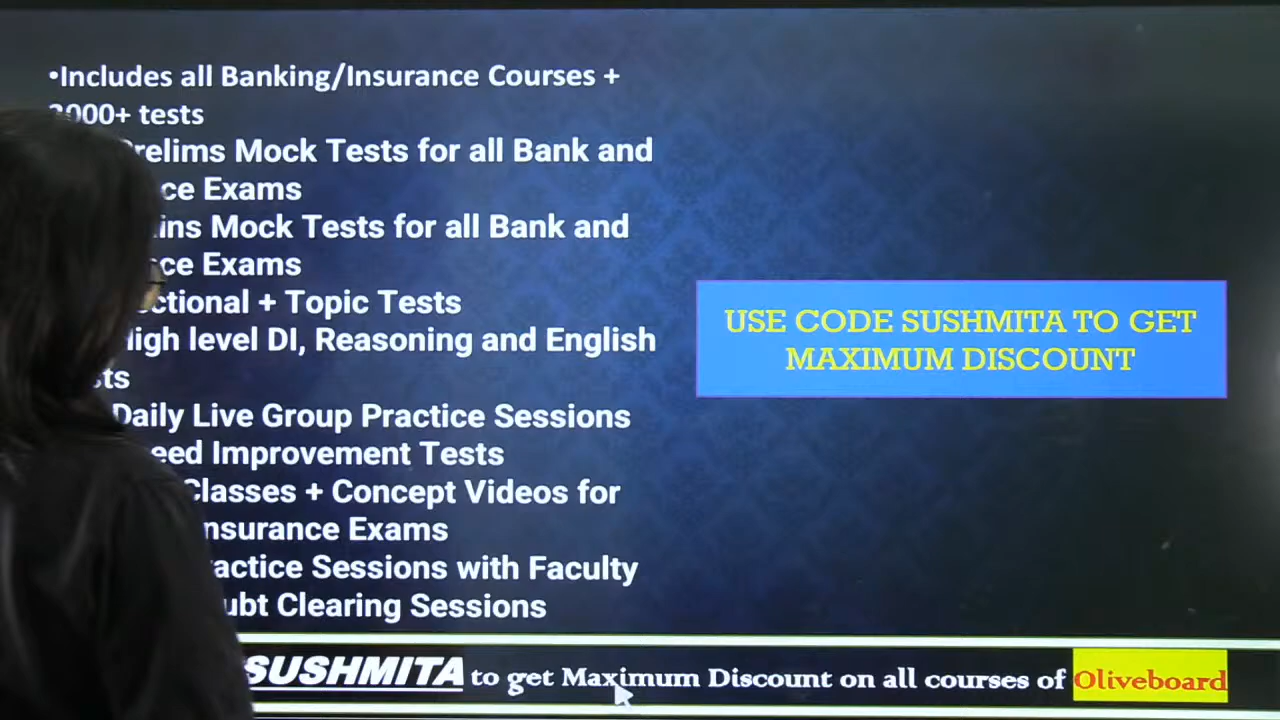 •Includes all Banking/Insurance Courses +
000+ tests
Prelims Mock Tests for all Bank and
ce Exams
ins Mock Tests for all Bank and
ce Exams
ctional + Topic Tests
High level DI, Reasoning and English
sts
Daily Live Group Practice Sessions
eed Improvement Tests
Classes + Concept Videos for
nsurance Exams
actice Sessions with Faculty
ubt Clearing Sessions
USE CODE SUSHMITA TO GET
MAXIMUM DISCOUNT
SUSHMITA to get Maximum Discount on all courses of Oliveboard